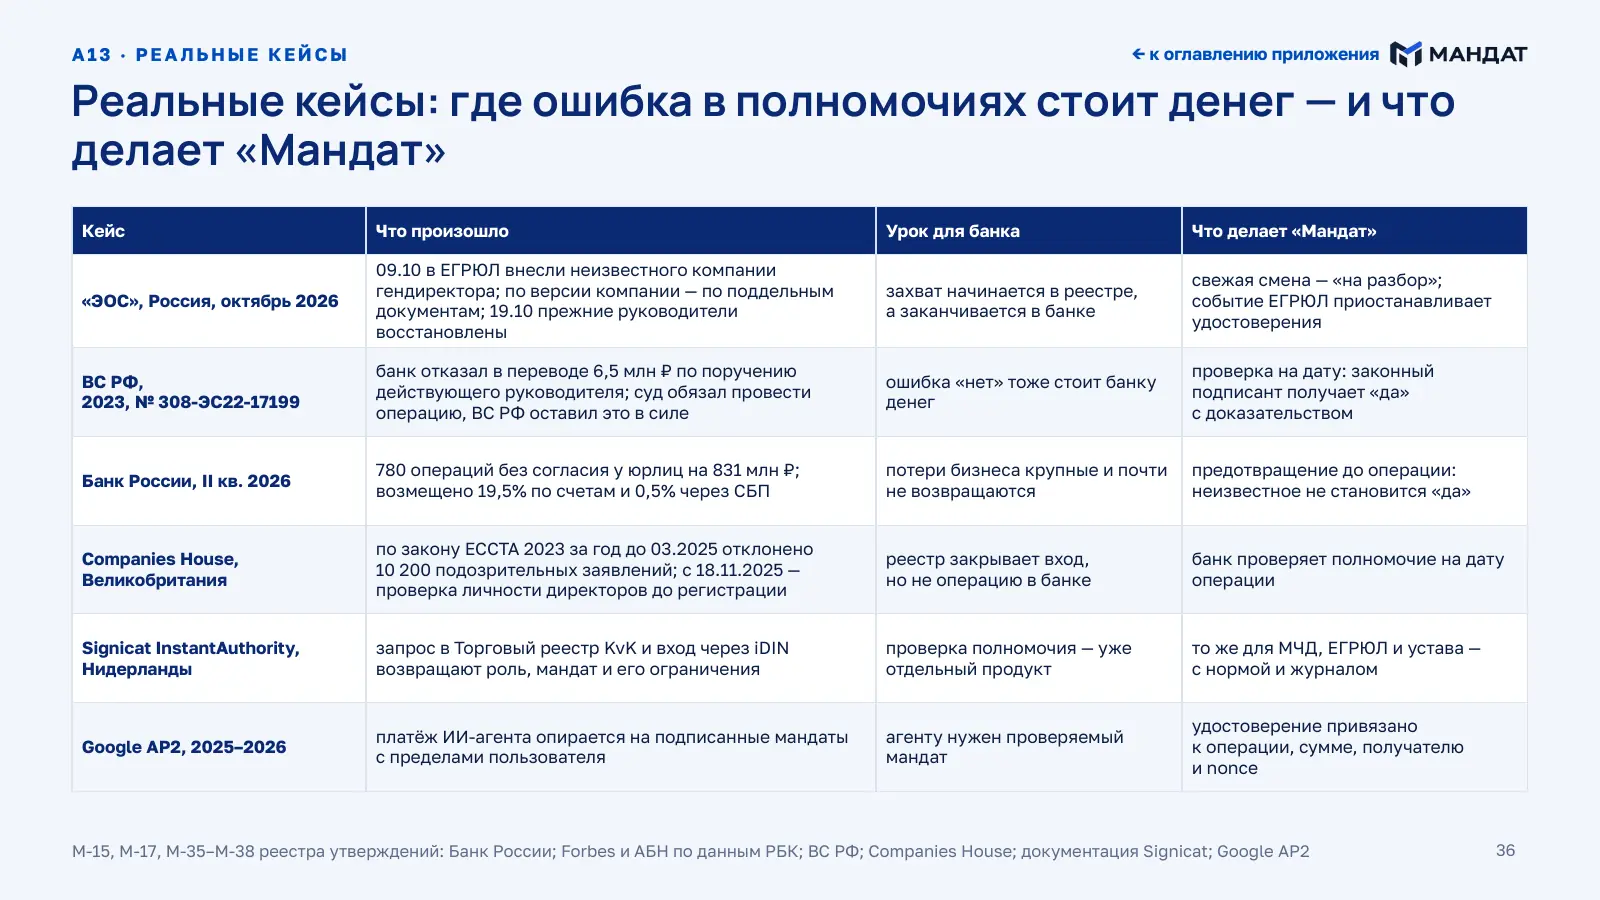 А13 · РЕАЛЬНЫЕ КЕЙСЫ
← к оглавлению приложения
МАНДАТ
Реальные кейсы: где ошибка в полномочиях стоит денег — и что
делает «Мандат»
Кейс
Что произошло
Урок для банка
Что делает «Мандат»
«ЭОС», Россия, октябрь 2026
09.10 в ЕГРЮЛ внесли неизвестного компании
гендиректора; по версии компании — по поддельным
документам; 19.10 прежние руководители
восстановлены
захват начинается в реестре,
а заканчивается в банке
свежая смена — «на разбор»;
событие ЕГРЮЛ приостанавливает
удостоверения
ВС РФ,
2023, № 308-ЭС22-17199
банк отказал в переводе 6,5 млн ₽ по поручению
действующего руководителя; суд обязал провести
операцию, ВС РФ оставил это в силе
ошибка «нет» тоже стоит банку
денег
проверка на дату: законный
подписант получает «да»
с доказательством
Банк России, II кв. 2026
780 операций без согласия у юрлиц на 831 млн ₽;
возмещено 19,5% по счетам и 0,5% через СБП
потери бизнеса крупные и почти
не возвращаются
предотвращение до операции:
неизвестное не становится «да»
Companies House,
Великобритания
по закону ECCTA 2023 за год до 03.2025 отклонено
10 200 подозрительных заявлений; с 18.11.2025 —
проверка личности директоров до регистрации
реестр закрывает вход,
но не операцию в банке
банк проверяет полномочие на дату
операции
Signicat InstantAuthority,
Нидерланды
запрос в Торговый реестр KvK и вход через iDIN
возвращают роль, мандат и его ограничения
проверка полномочия — уже
отдельный продукт
то же для МЧД, ЕГРЮЛ и устава —
с нормой и журналом
Google AP2, 2025–2026
платёж ИИ-агента опирается на подписанные мандаты
с пределами пользователя
агенту нужен проверяемый
мандат
удостоверение привязано
к операции, сумме, получателю
и nonce
М-15, М-17, М-35–М-38 реестра утверждений: Банк России; Forbes и АБН по данным РБК; ВС РФ; Companies House; документация Signicat; Google AP2
36